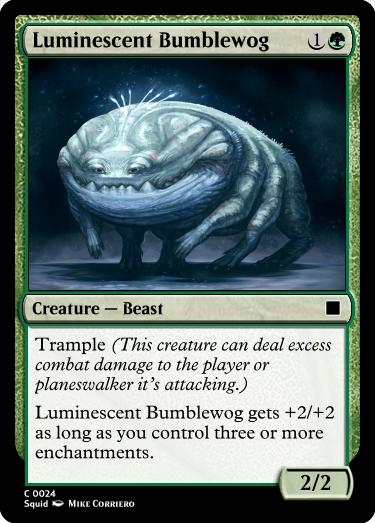 Luminescent Bumblewog 1
Creature — Beast
Trample (This creature can deal excess
combat damage to the player or
planeswalker it's attacking.)
Luminescent Bumblewog gets +2/+2
as long as you control three or more
enchantments.
2/2
C 0024
Squid Mike Corriero